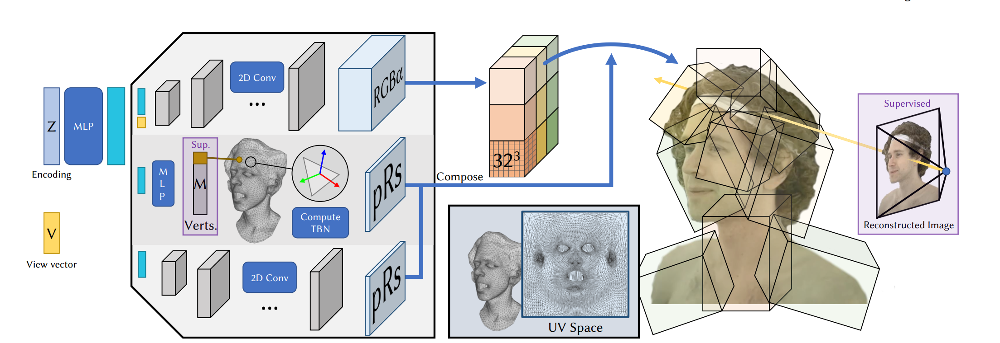 Z
MLP
Encoding
V
View vector
2D Conv
...
RGBα
Sup.
M
L
P
M
Verts.
Compute
TBN
pRs
2D Conv
...
pRs
Compose
32³
UV Space
Supervised
Reconstructed Image